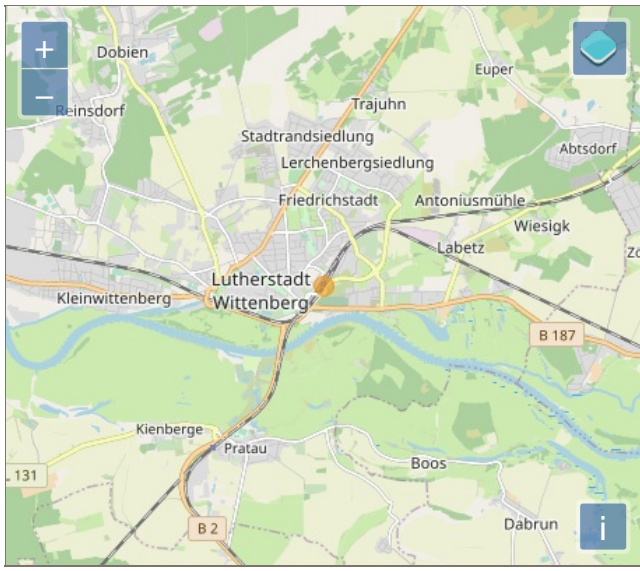 +
Dobien
Euper
–
Reinsdorf
Trajuhn
Stadtrandsiedlung
Abtsdorf
Lerchenbergsiedlung
Friedrichstadt
Antoniusmühle
Wiesigk
Labetz
Lutherstadt
Wittenberg
Kleinwittenberg
B 187
Kienberge
Pratau
Boos
L 131
B 2
Dabrun
i